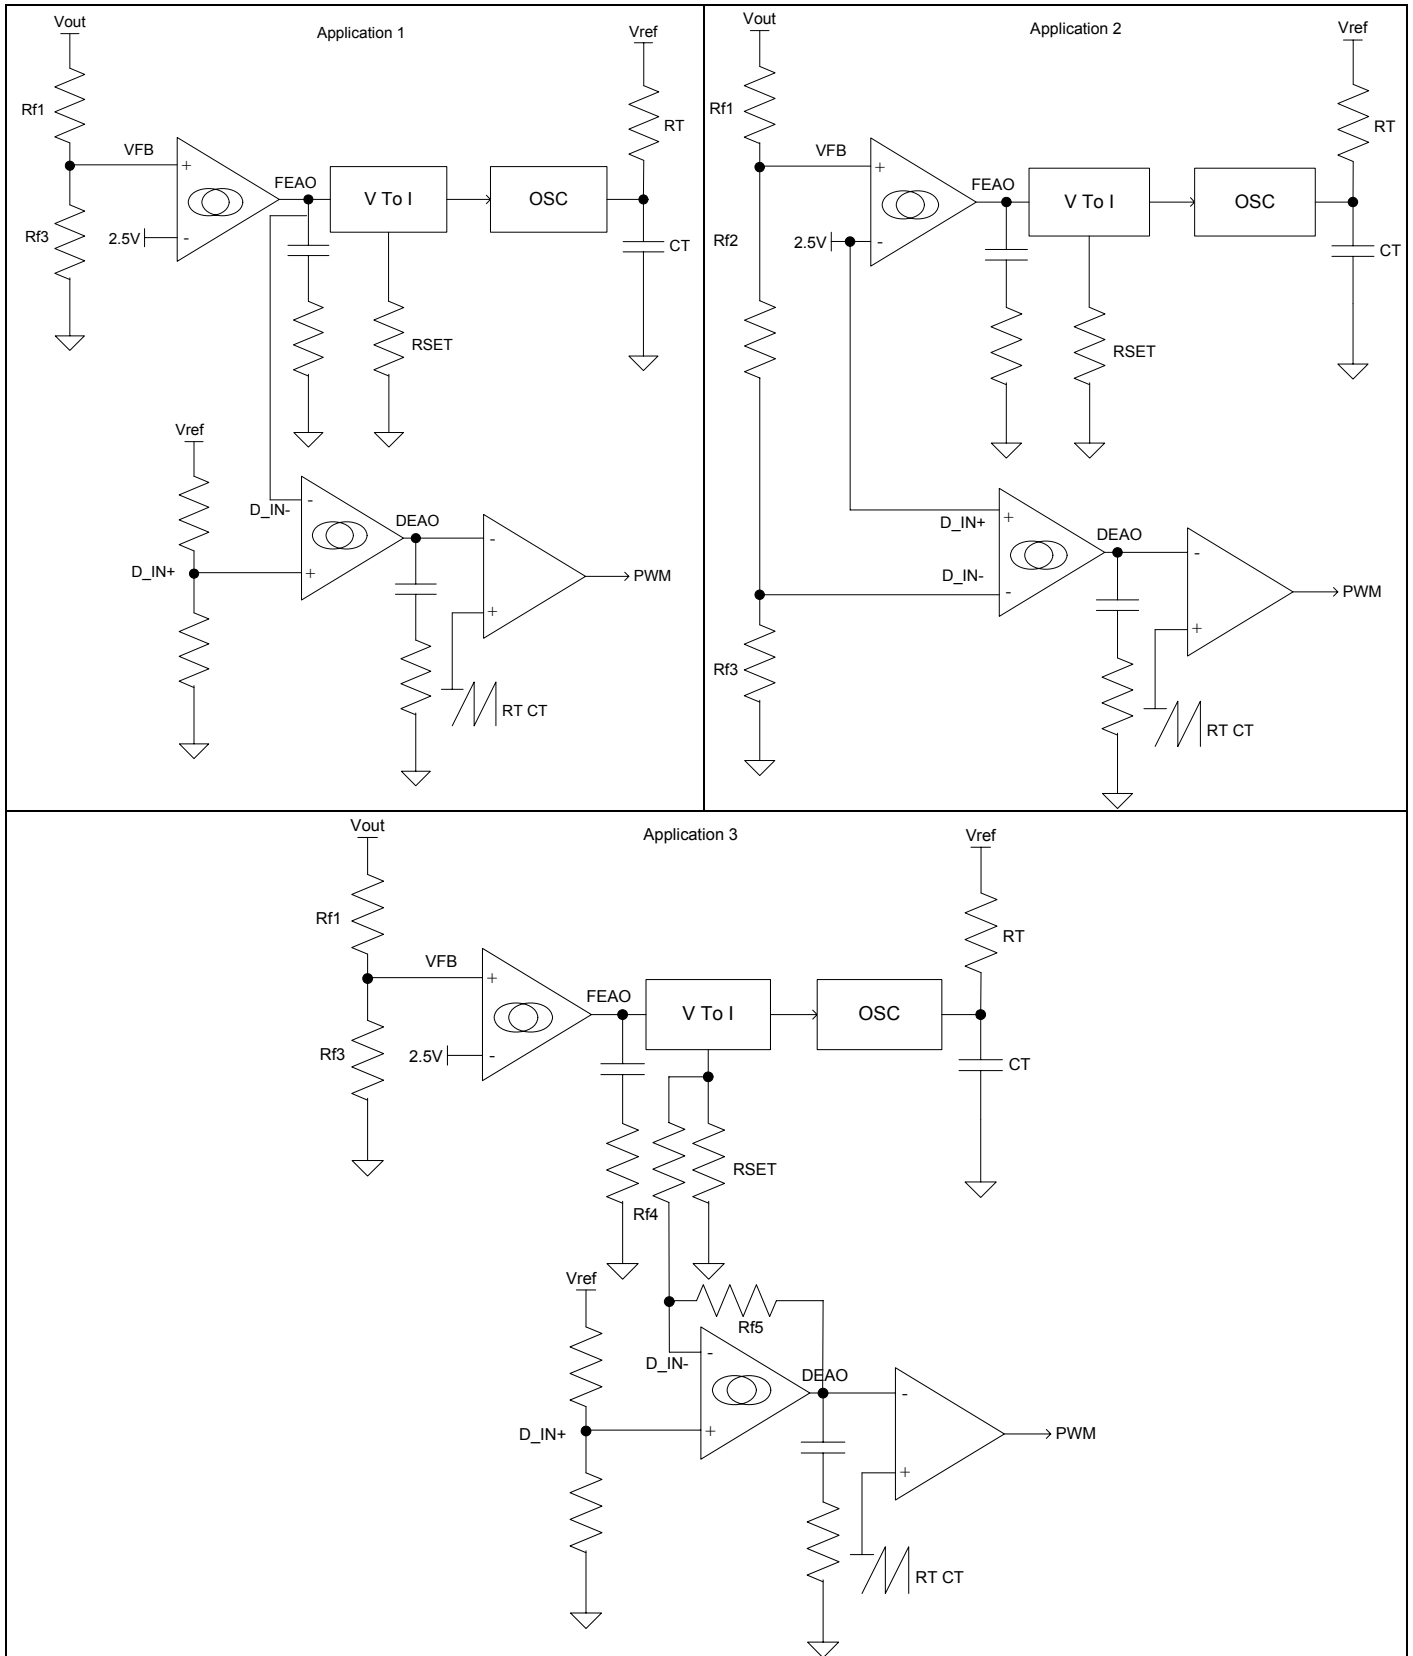 Application 1
Vout
Vref
Rf1
RT
VFB
+
FEAO
V To I
OSC
Rf3
2.5V
-
CT
RSET
Vref
D_IN-
-
DEAO
-
D_IN+
+
PWM
+
RT CT
Application 2
Vout
Vref
Rf1
RT
VFB
+
FEAO
V To I
OSC
Rf2
2.5V
-
CT
RSET
D_IN+
+
DEAO
-
D_IN-
-
PWM
+
Rf3
RT CT
Application 3
Vout
Vref
Rf1
RT
VFB
+
FEAO
V To I
OSC
Rf3
2.5V
-
CT
RSET
Rf4
Vref
Rf5
D_IN-
-
DEAO
-
D_IN+
+
PWM
+
RT CT